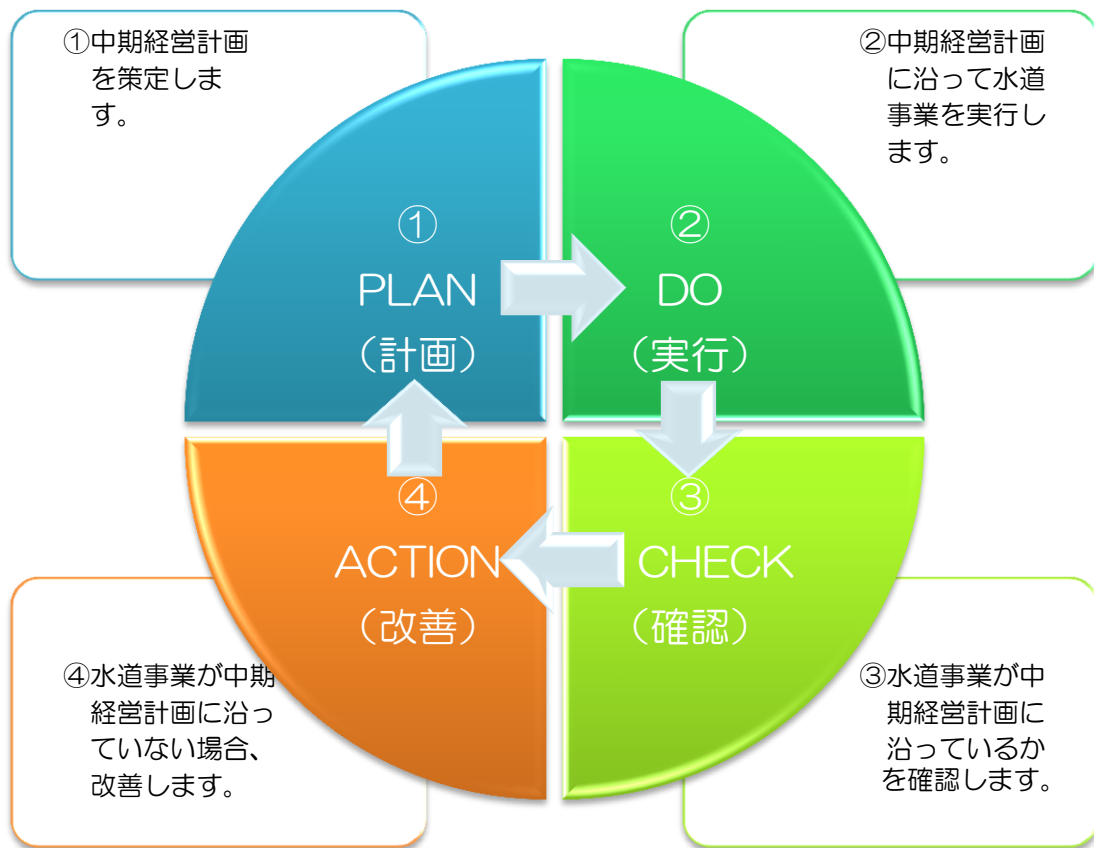 ①中期経営計画
を策定しま
す。
②中期経営計画
に沿って水道
事業を実行し
ます。
①
PLAN
（計画）
②
DO
（実行）
④
ACTION
（改善）
③
CHECK
（確認）
④水道事業が中期
経営計画に沿っ
ていない場合、
改善します。
③水道事業が中
期経営計画に
沿っているか
を確認します。